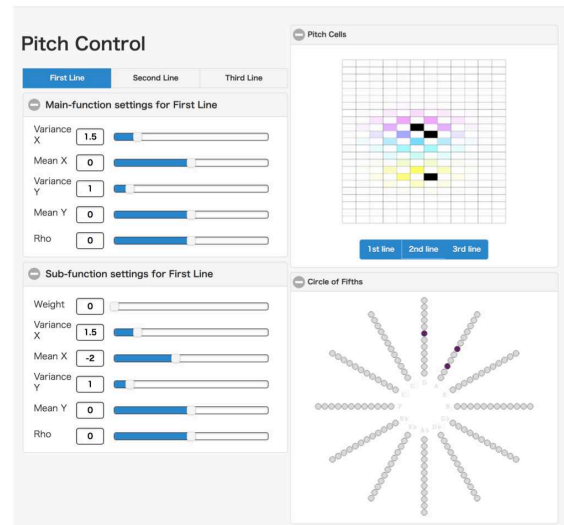 Pitch Control
First Line Second Line Third Line
Main-function settings for First Line
Variance X 1.5
Mean X 0
Variance Y 1
Mean Y 0
Rho 0
Sub-function settings for First Line
Weight 0
Variance X 1.5
Mean X -2
Variance Y 1
Mean Y 0
Rho 0
Pitch Cells
1st line 2nd line 3rd line
Circle of Fifths